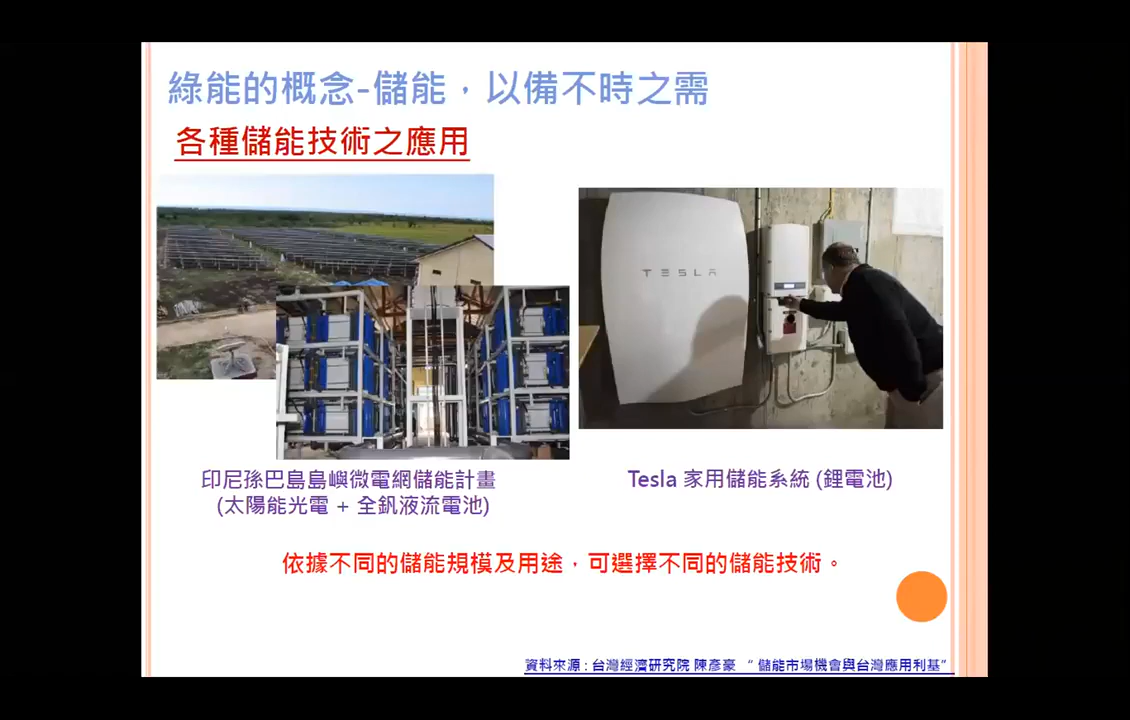 綠能的概念-儲能，以備不時之需
各種儲能技術之應用
TESLA
印尼孫巴島島嶼微電網儲能計畫
(太陽能光電 + 全釩液流電池)
Tesla 家用儲能系統 (鋰電池)
依據不同的儲能規模及用途，可選擇不同的儲能技術。
資料來源 : 台灣經濟研究院 陳彥豪 “ 儲能市場機會與台灣應用利基”